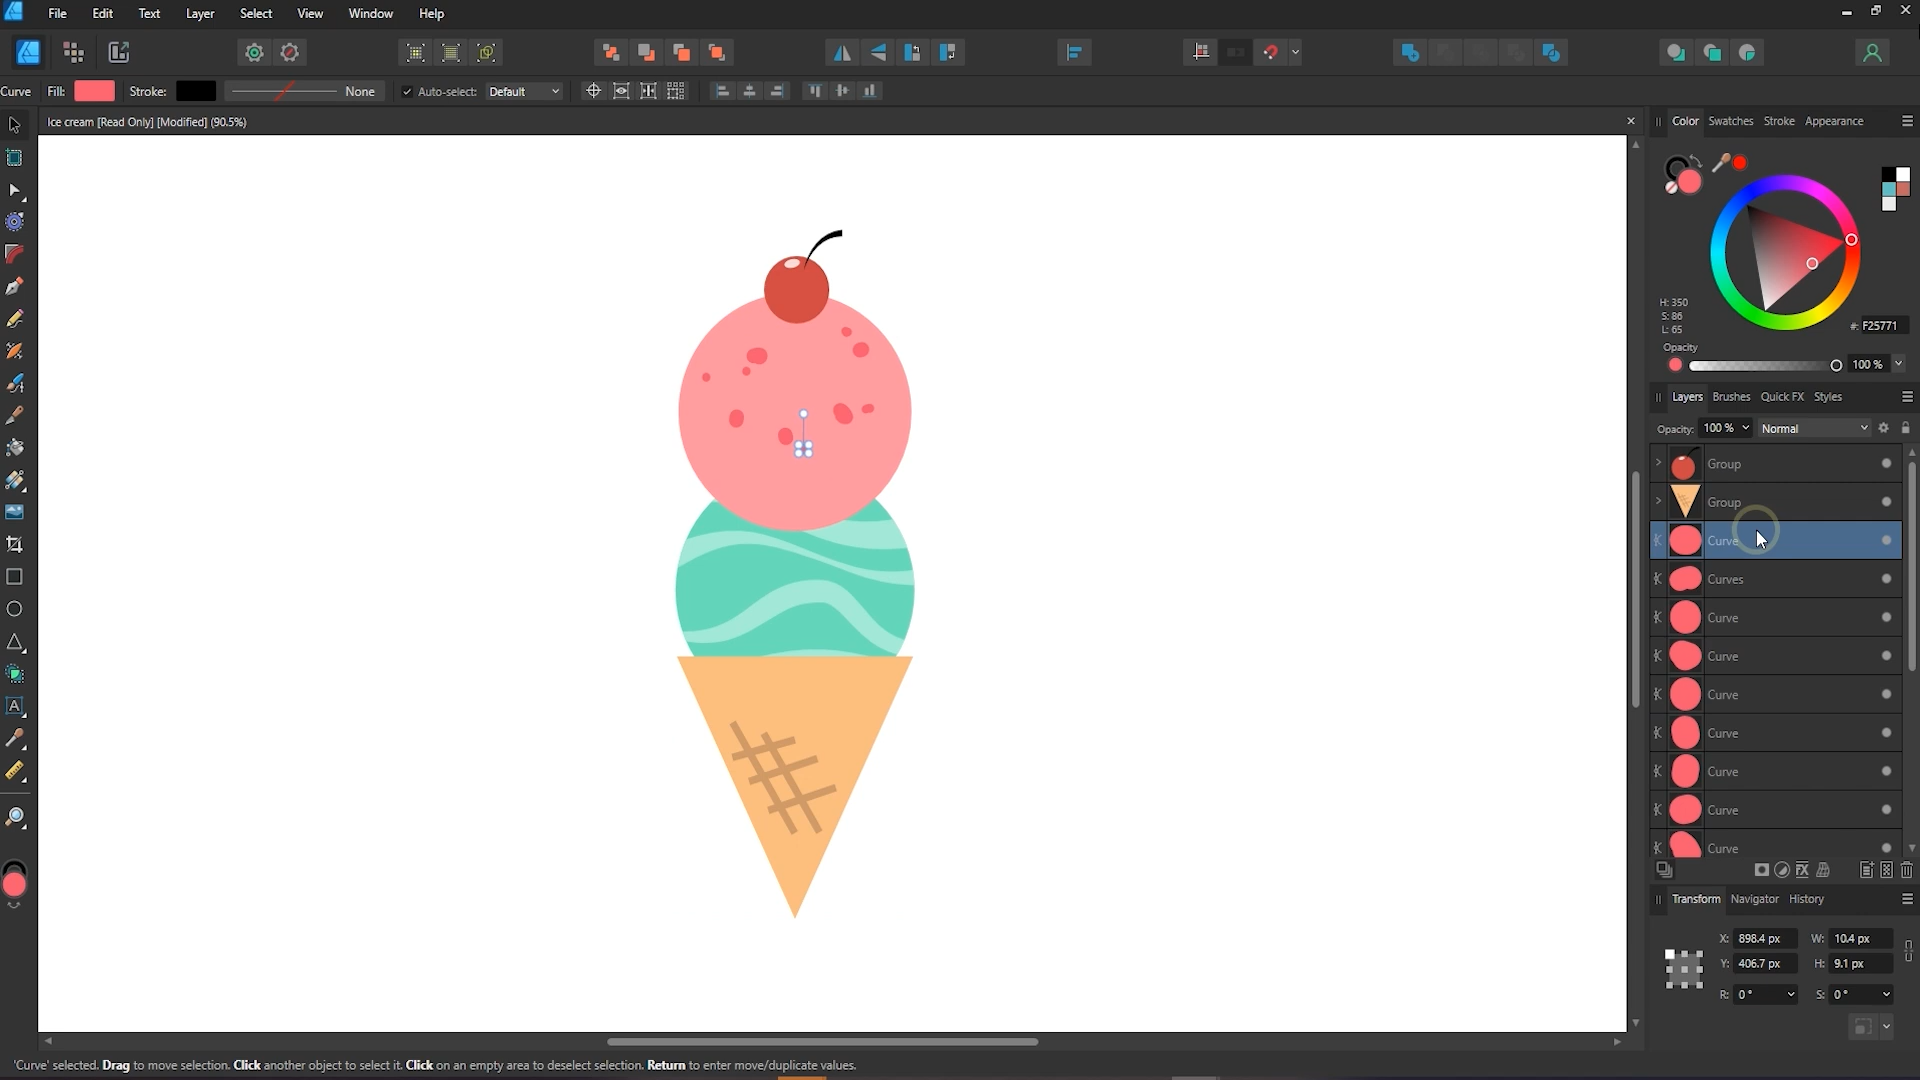 File Edit Text Layer Select View Window Help
Curve Fill: Stroke: None Auto-select: Default
Ice cream [Read Only] [Modified] (90.5%)
Color Swatches Stroke Appearance
H: 350
S: 86
L: 65
#: F25771
Opacity
100 %
Layers Brushes Quick FX Styles
Opacity: 100 % Normal
Group
Group
Curve
Curves
Curve
Curve
Curve
Curve
Curve
Curve
Curve
Transform Navigator History
X: 898.4 px W: 10.4 px
Y: 406.7 px H: 9.1 px
R: 0° S: 0°
'Curve' selected. Drag to move selection. Click another object to select it. Click on an empty area to deselect selection. Return to enter move/duplicate values.